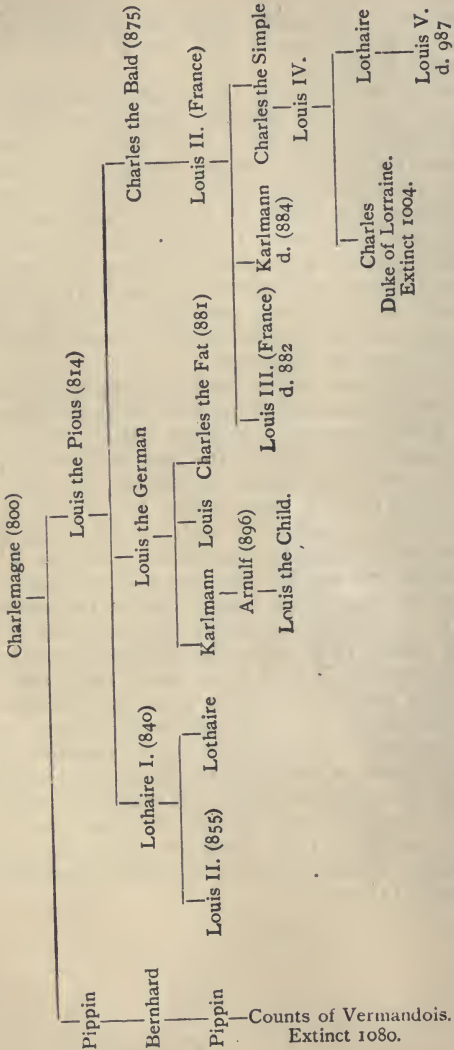 Charlemagne (800)
Pippin
Louis the Pious (814)
Bernhard
Lothaire I. (840)
Louis the German
Charles the Bald (875)
Pippin
Louis II. (855)
Lothaire
Karlmann
Louis
Charles the Fat (881)
Louis II. (France)
Counts of Vermandois.
Extinct 1080.
Arnulf (896)
Louis III. (France)
d. 882
Karlmann
d. (884)
Charles the Simple
Louis the Child.
Louis IV.
Charles
Duke of Lorraine.
Extinct 1004.
Lothaire
Louis V.
d. 987